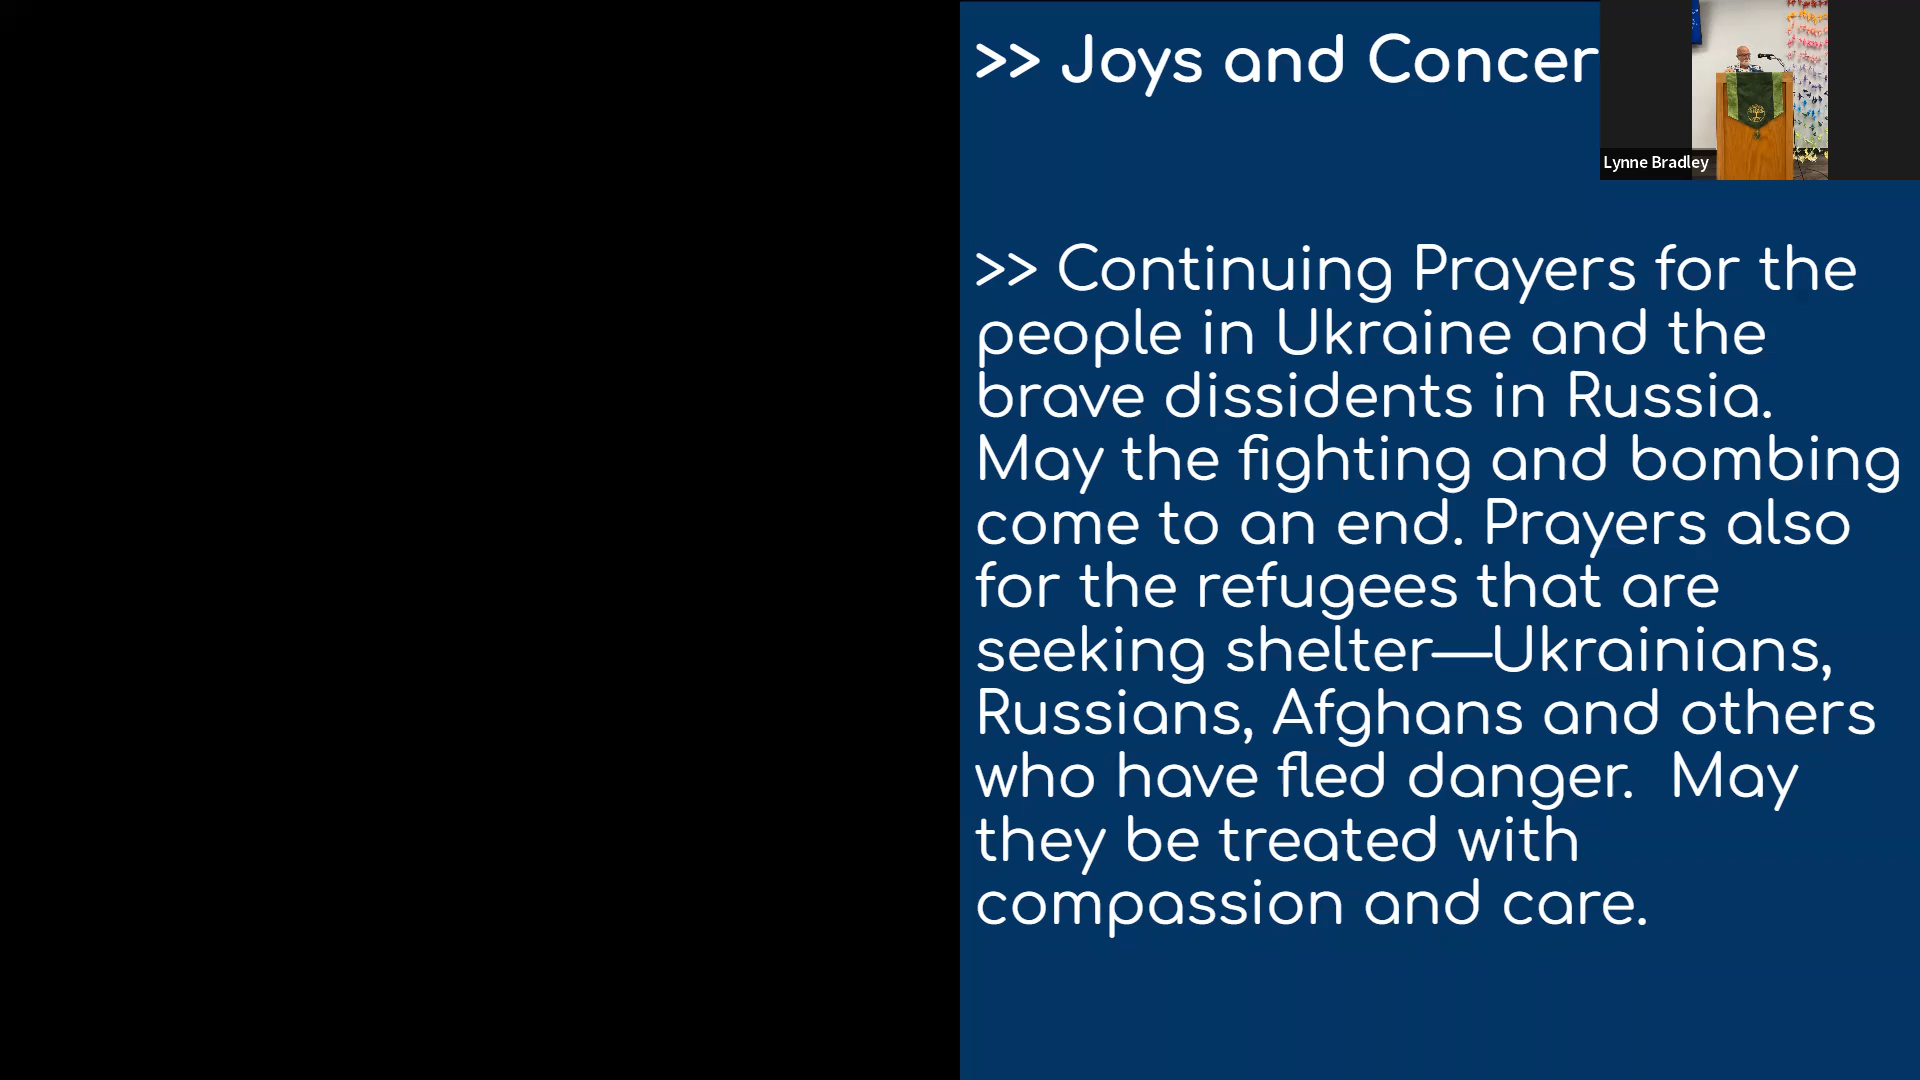 >> Joys and Concer
Lynne Bradley
>> Continuing Prayers for the
people in Ukraine and the
brave dissidents in Russia.
May the fighting and bombing
come to an end. Prayers also
for the refugees that are
seeking shelter—Ukrainians,
Russians, Afghans and others
who have fled danger.  May
they be treated with
compassion and care.